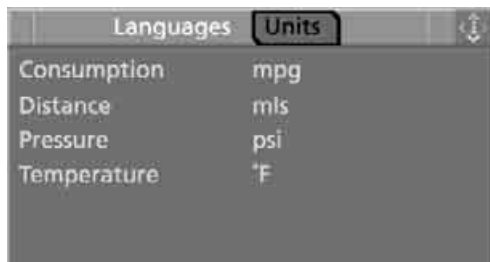 Languages Units
Consumption mpg
Distance mls
Pressure psi
Temperature °F